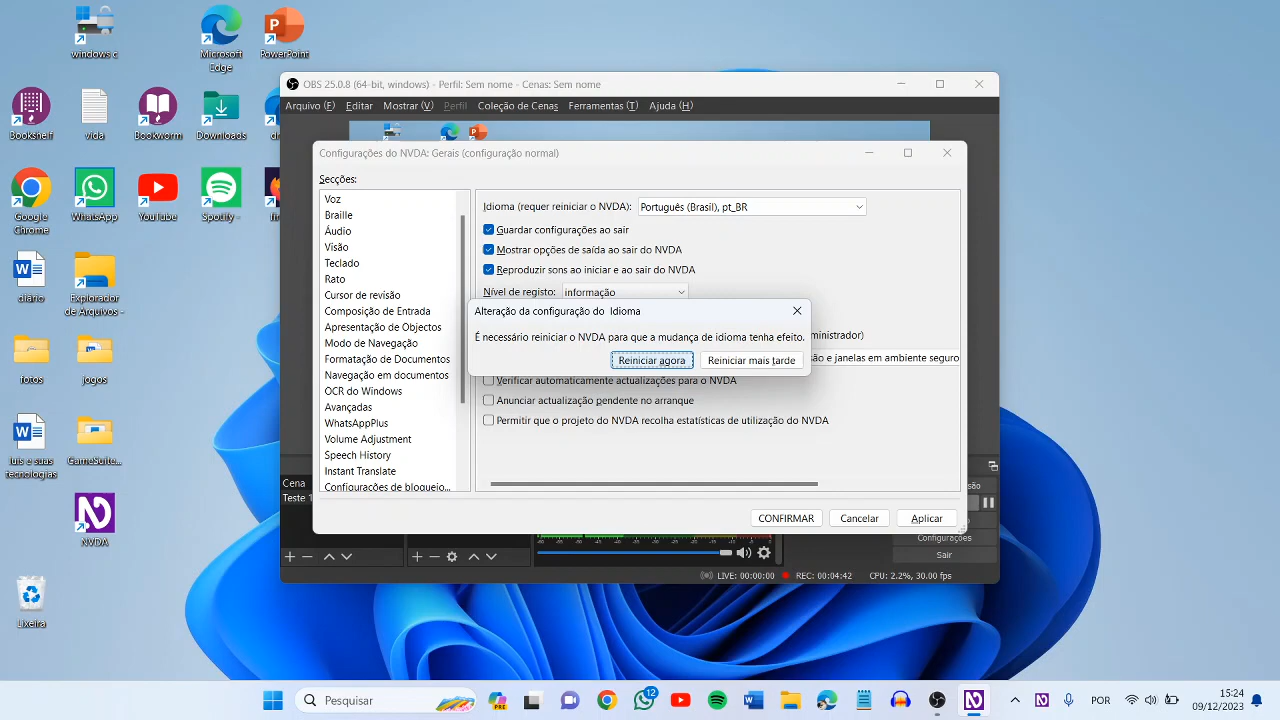 windows c
Microsoft
Edge
PowerPoint
Bookshelf
vida
Bookworm
Downloads
Google
Chrome
WhatsApp
YouTube
Spotify -
diário
Explorador
de Arquivos -
fotos
jogos
luis e suas
tecnologias
GameSuite...
NVDA
Lixeira
OBS 25.0.8 (64-bit, windows) - Perfil: Sem nome - Cenas: Sem nome
Arquivo (F) Editar Mostrar (V) Perfil Coleção de Cenas Ferramentas (T) Ajuda (H)
Configurações do NVDA: Gerais (configuração normal)
Secções:
Voz
Braille
Áudio
Visão
Teclado
Rato
Cursor de revisão
Composição de Entrada
Apresentação de Objectos
Modo de Navegação
Formatação de Documentos
Navegação em documentos
OCR do Windows
Avançadas
WhatsAppPlus
Volume Adjustment
Speech History
Instant Translate
Configurações de bloqueio...
Idioma (requer reiniciar o NVDA): Português (Brasil), pt_BR
Guardar configurações ao sair
Mostrar opções de saída ao sair do NVDA
Reproduzir sons ao iniciar e ao sair do NVDA
Nível de registo: informação
Alteração da configuração do Idioma
É necessário reiniciar o NVDA para que a mudança de idioma tenha efeito.
Reiniciar agora Reiniciar mais tarde
ministrador)
são e janelas em ambiente seguro
Verificar automaticamente actualizações para o NVDA
Anunciar actualização pendente no arranque
Permitir que o projeto do NVDA recolha estatísticas de utilização do NVDA
CONFIRMAR Cancelar Aplicar
Cena
Teste 1
Configurações
Sair
LIVE: 00:00:00 REC: 00:04:42 CPU: 2.2%, 30.00 fps
Pesquisar
PRE
12
POR
15:24
09/12/2023